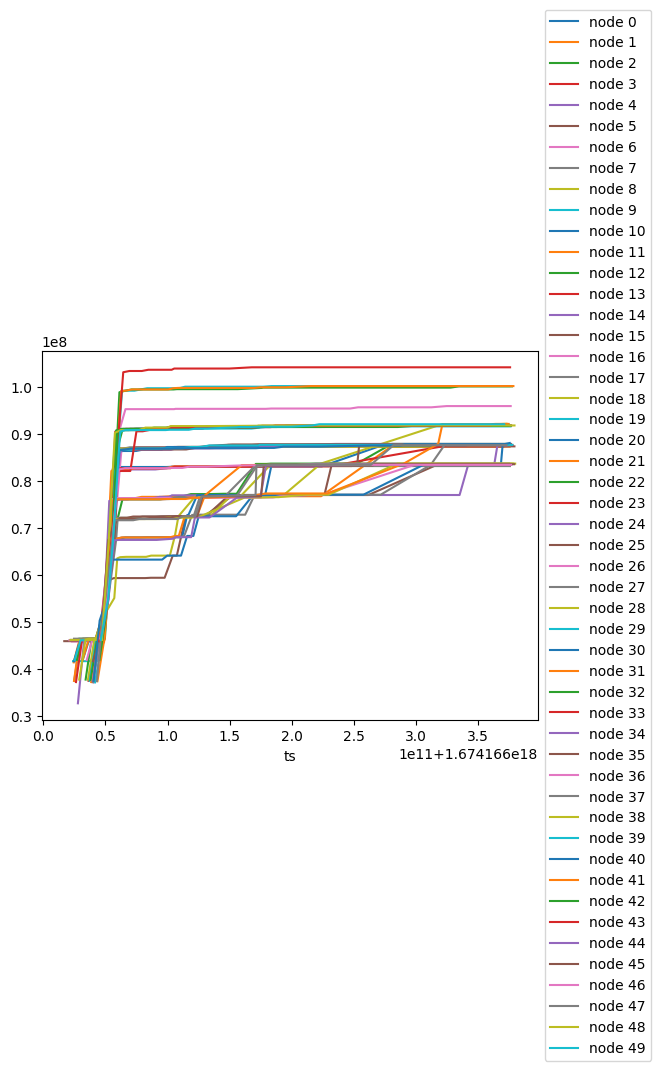 1e8
1.0
0.9
0.8
0.7
0.6
0.5
0.4
0.3
0.0 0.5 1.0 1.5 2.0 2.5 3.0 3.5
ts
1e11+1.674166e18
node 0
node 1
node 2
node 3
node 4
node 5
node 6
node 7
node 8
node 9
node 10
node 11
node 12
node 13
node 14
node 15
node 16
node 17
node 18
node 19
node 20
node 21
node 22
node 23
node 24
node 25
node 26
node 27
node 28
node 29
node 30
node 31
node 32
node 33
node 34
node 35
node 36
node 37
node 38
node 39
node 40
node 41
node 42
node 43
node 44
node 45
node 46
node 47
node 48
node 49